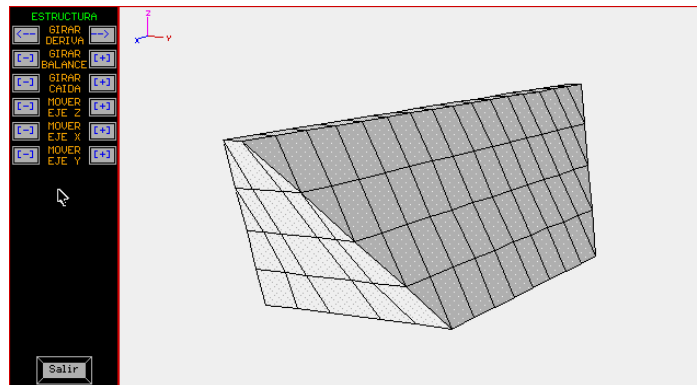 ESTRUCTURA
<-- GIRAR DERIVA -->
[-] GIRAR BALANCE [+]
[-] GIRAR CAIDA [+]
[-] MOVER EJE Z [+]
[-] MOVER EJE X [+]
[-] MOVER EJE Y [+]
Salir
Z
X Y